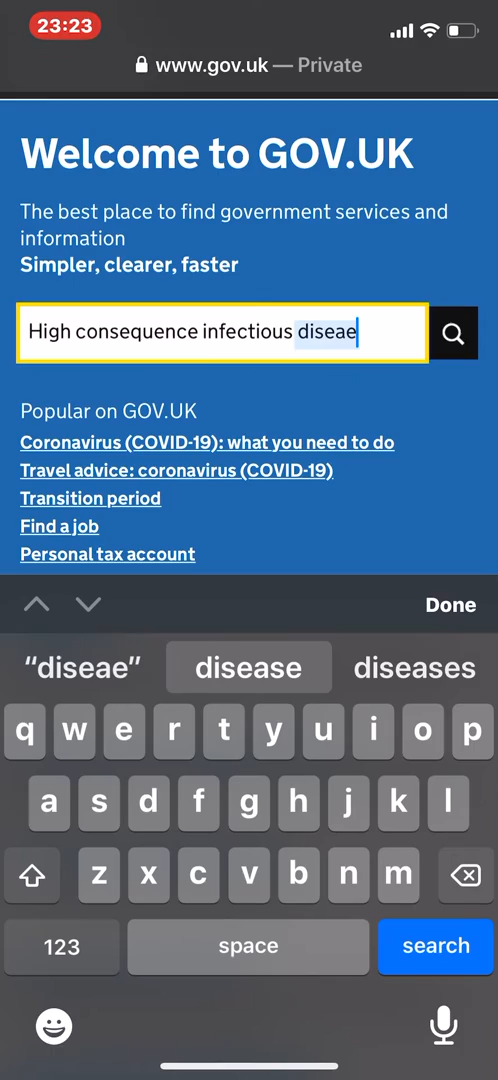 23:23
www.gov.uk — Private
Welcome to GOV.UK
The best place to find government services and
information
Simpler, clearer, faster
High consequence infectious diseae
Popular on GOV.UK
Coronavirus (COVID-19): what you need to do
Travel advice: coronavirus (COVID-19)
Transition period
Find a job
Personal tax account
Done
“diseae” disease diseases
q w e r t y u i o p
a s d f g h j k l
z x c v b n m
123 space search